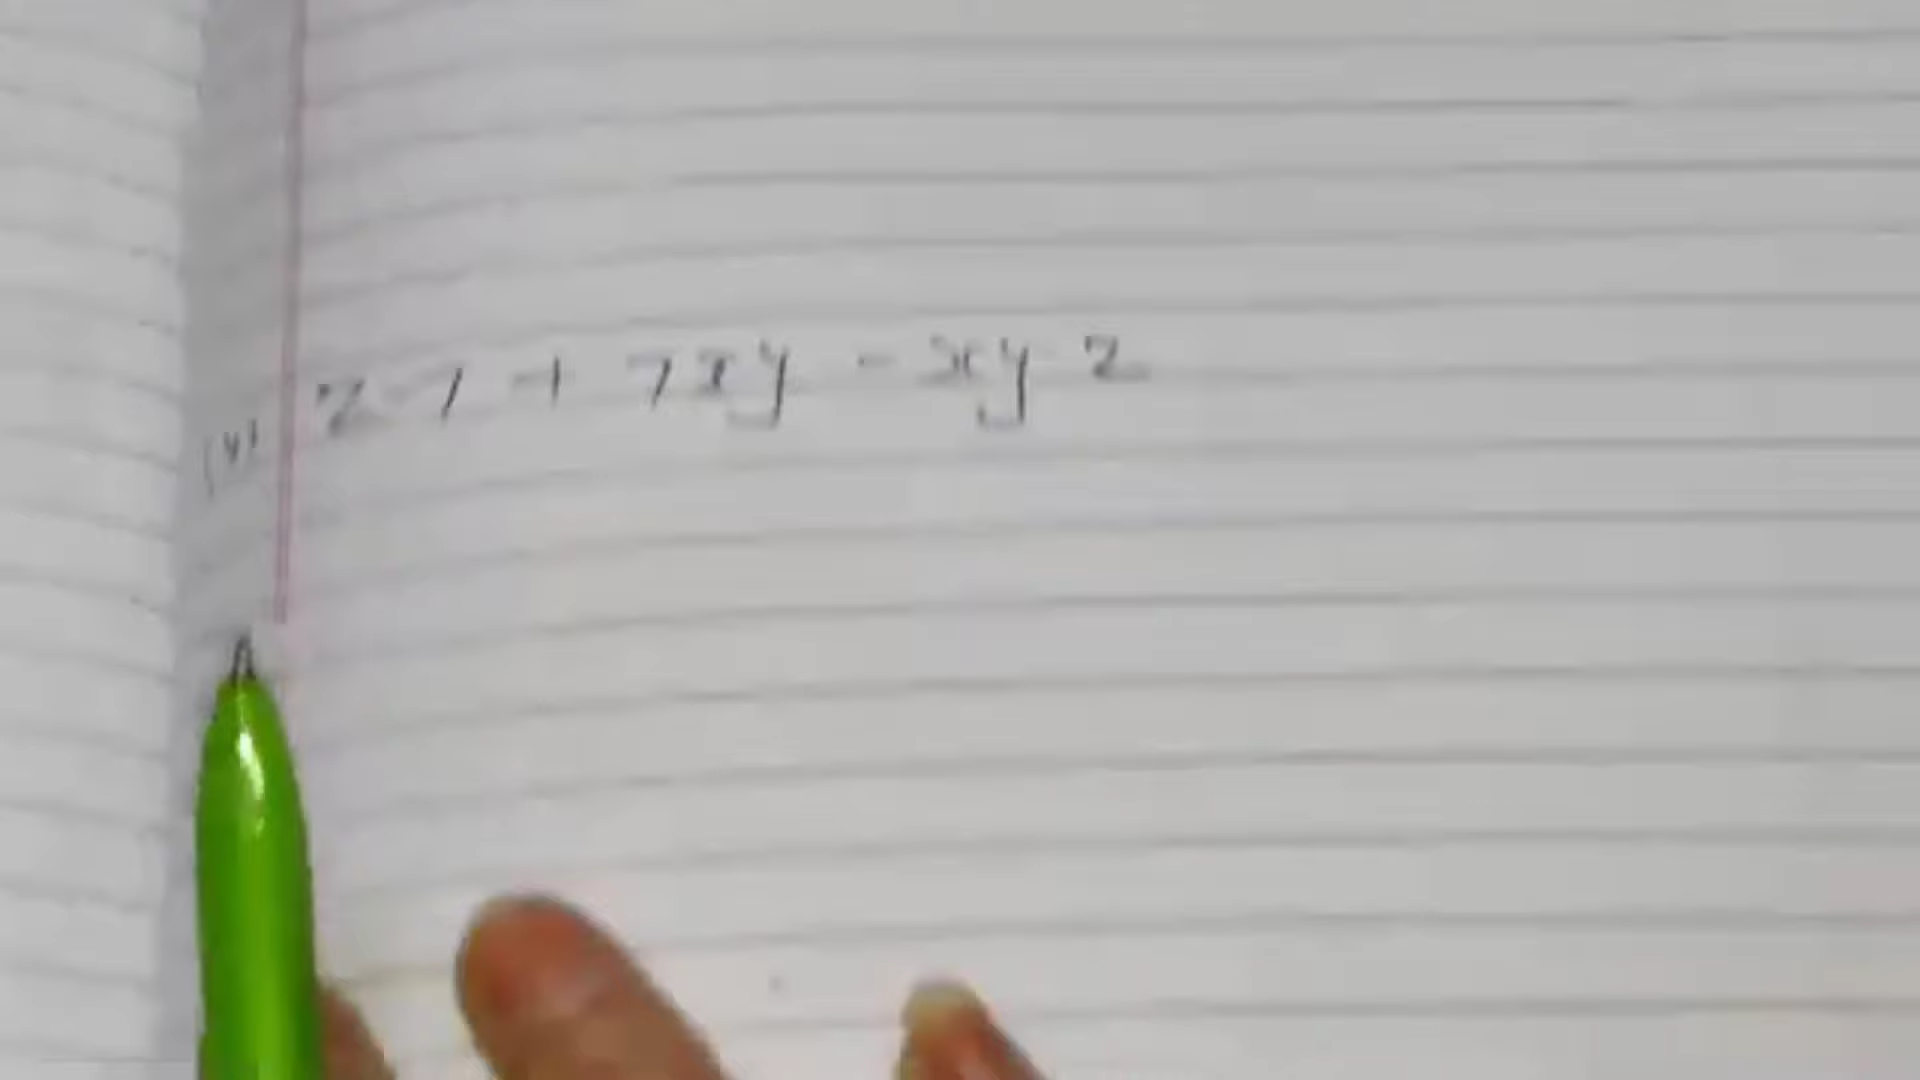 (v) z - 7 + 7xy - xyz